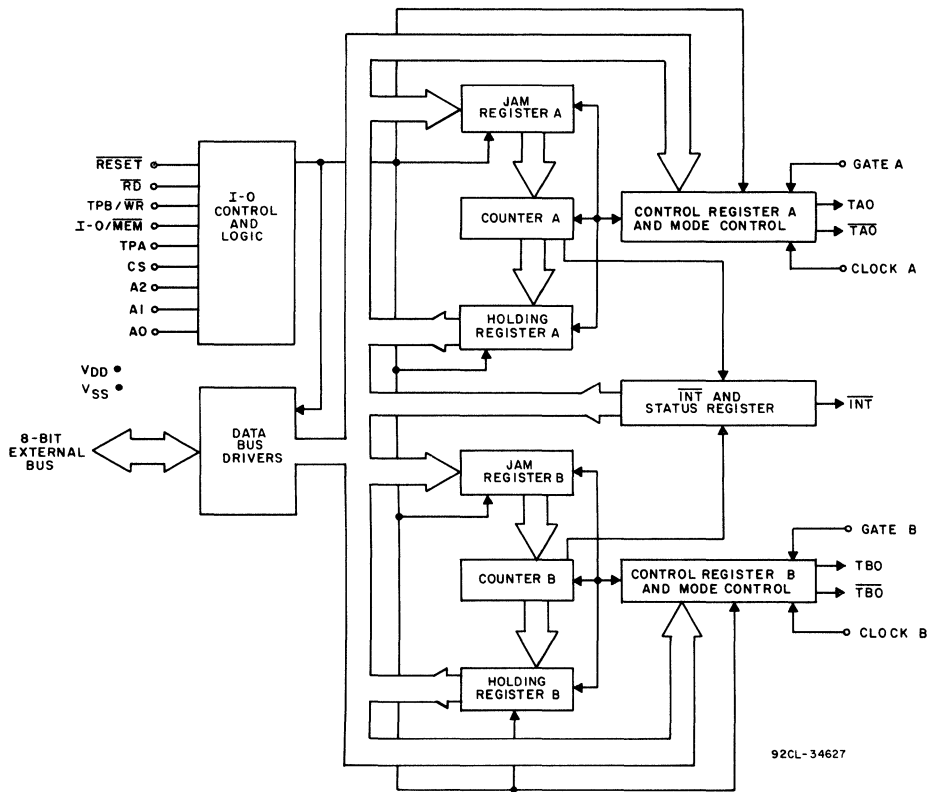 JAM
REGISTER A
RESET
RD
TPB/WR
I-O/MEM
TPA
CS
A2
A1
A0
I-O
CONTROL
AND
LOGIC
COUNTER A
CONTROL REGISTER A
AND MODE CONTROL
GATE A
TAO
TAO
CLOCK A
HOLDING
REGISTER A
VDD
VSS
INT AND
STATUS REGISTER
INT
8-BIT
EXTERNAL
BUS
DATA
BUS
DRIVERS
JAM
REGISTER B
COUNTER B
CONTROL REGISTER B
AND MODE CONTROL
GATE B
TBO
TBO
CLOCK B
HOLDING
REGISTER B
92CL-34627